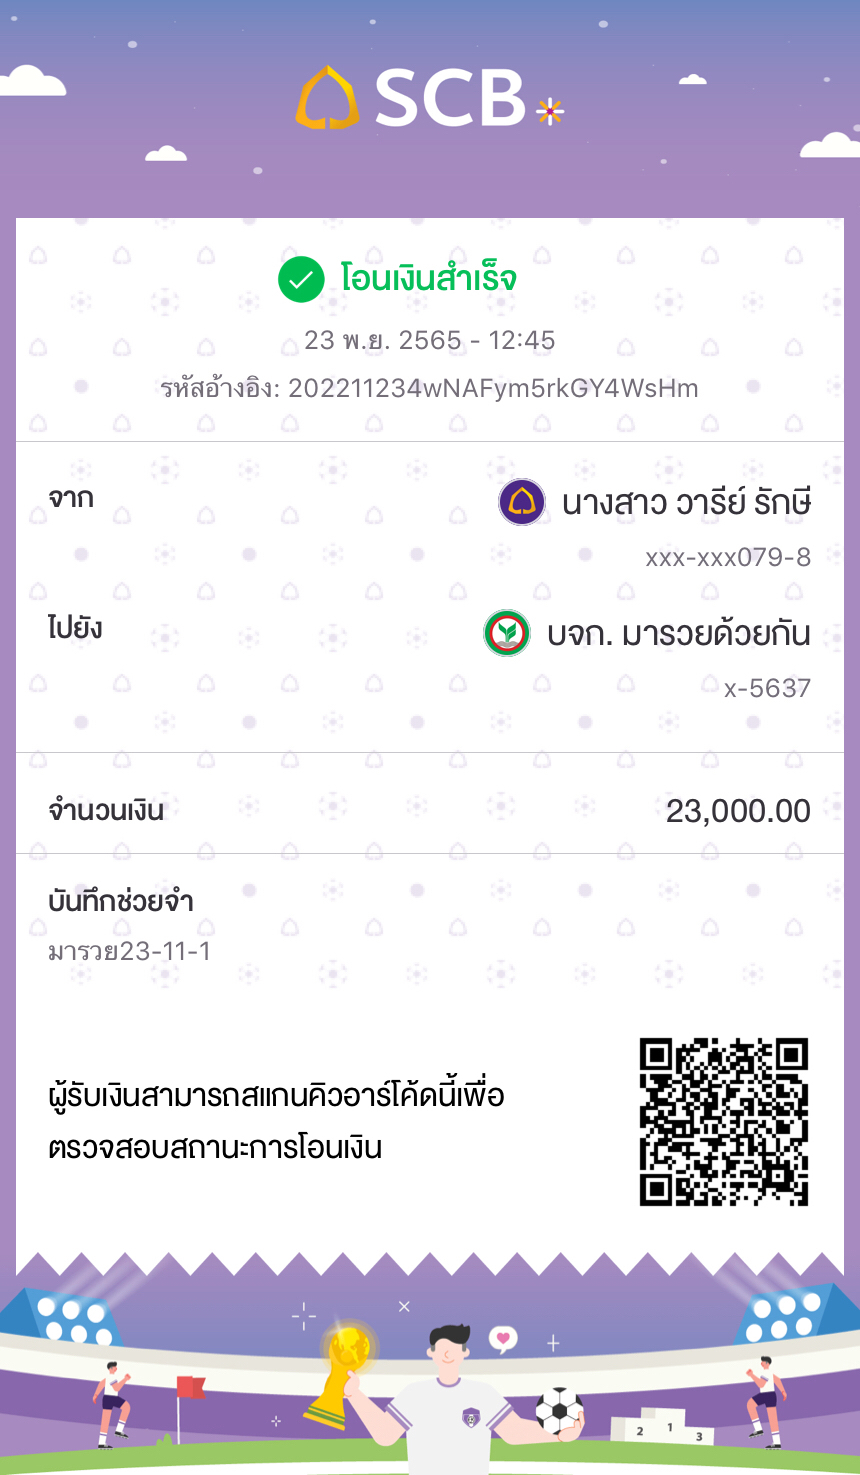 SCB
โอนเงินสำเร็จ
23 พ.ย. 2565 - 12:45
รหัสอ้างอิง: 202211234wNAFym5rkGY4WsHm
จาก
นางสาว วารีย์ รักษี
xxx-xxx079-8
ไปยัง
บจก. มารวยด้วยกัน
x-5637
จำนวนเงิน
23,000.00
บันทึกช่วยจำ
มารวย23-11-1
ผู้รับเงินสามารถสแกนคิวอาร์โค้ดนี้เพื่อ
ตรวจสอบสถานะการโอนเงิน
2 1 3